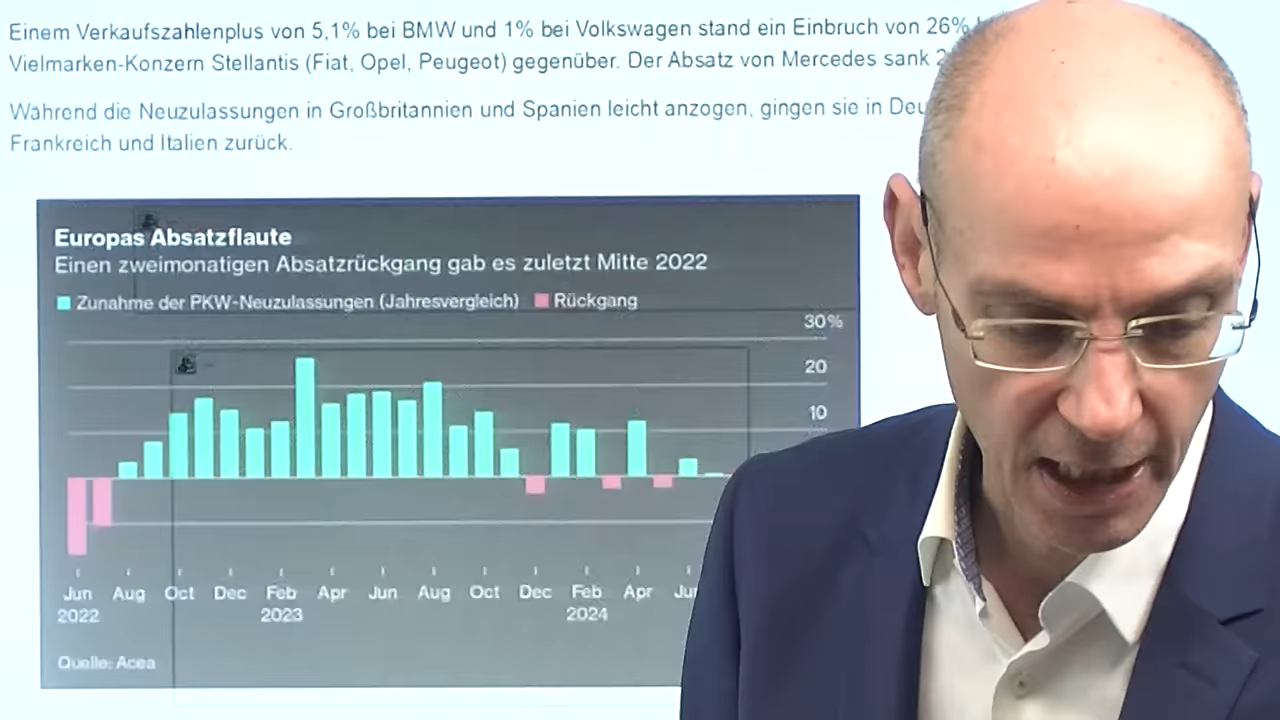 Einem Verkaufszahlenplus von 5,1% bei BMW und 1% bei Volkswagen stand ein Einbruch von 26%
Vielmarken-Konzern Stellantis (Fiat, Opel, Peugeot) gegenüber. Der Absatz von Mercedes sank
Während die Neuzulassungen in Großbritannien und Spanien leicht anzogen, gingen sie in
Frankreich und Italien zurück.
Europas Absatzflaute
Einen zweimonatigen Absatzrückgang gab es zuletzt Mitte 2022
Zunahme der PKW-Neuzulassungen (Jahresvergleich) Rückgang
30%
20
10
Jun Aug Oct Dec Feb Apr Jun Aug Oct Dec Feb Apr
2022 2023 2024
Quelle: Acea